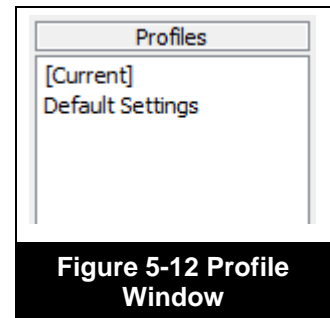 Profiles
[Current]
Default Settings
Figure 5-12 Profile
Window